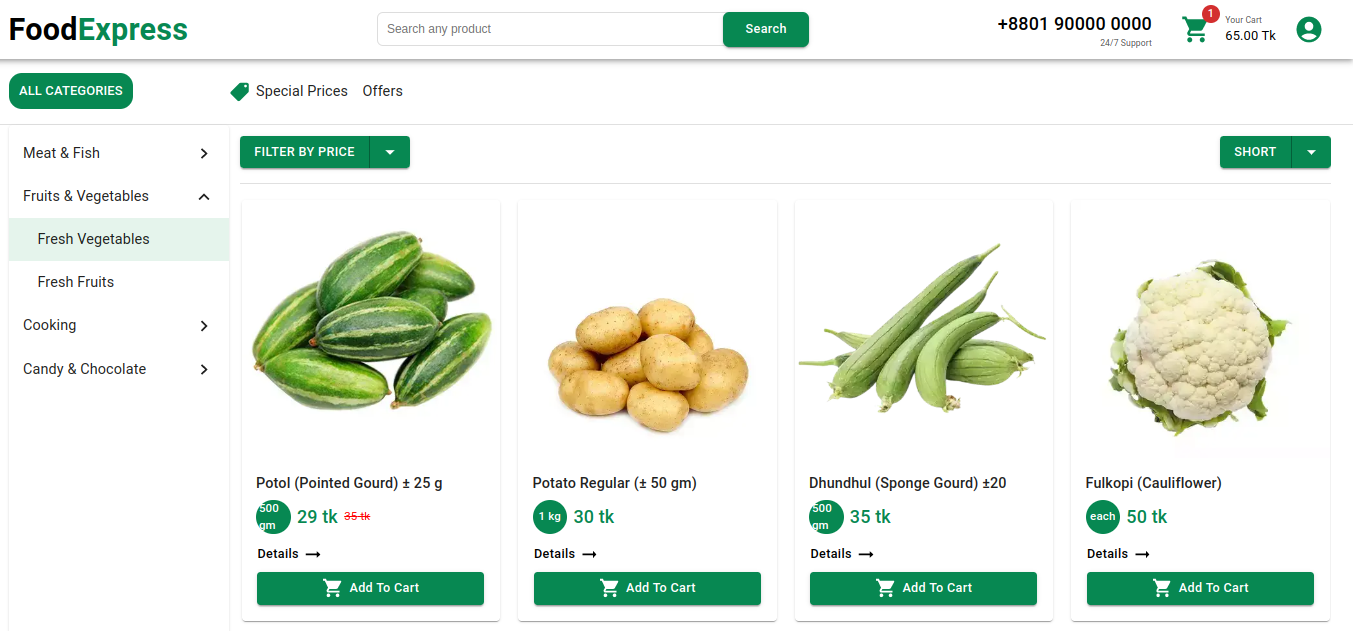 FoodExpress
Search any product
Search
+8801 90000 0000
24/7 Support
1
Your Cart
65.00 Tk
ALL CATEGORIES
Special Prices
Offers
Meat & Fish
Fruits & Vegetables
Fresh Vegetables
Fresh Fruits
Cooking
Candy & Chocolate
FILTER BY PRICE
SHORT
Potol (Pointed Gourd) ± 25 g
500 gm
29 tk
35 tk
Details
Add To Cart
Potato Regular (± 50 gm)
1 kg
30 tk
Details
Add To Cart
Dhundhul (Sponge Gourd) ±20
500 gm
35 tk
Details
Add To Cart
Fulkopi (Cauliflower)
each
50 tk
Details
Add To Cart